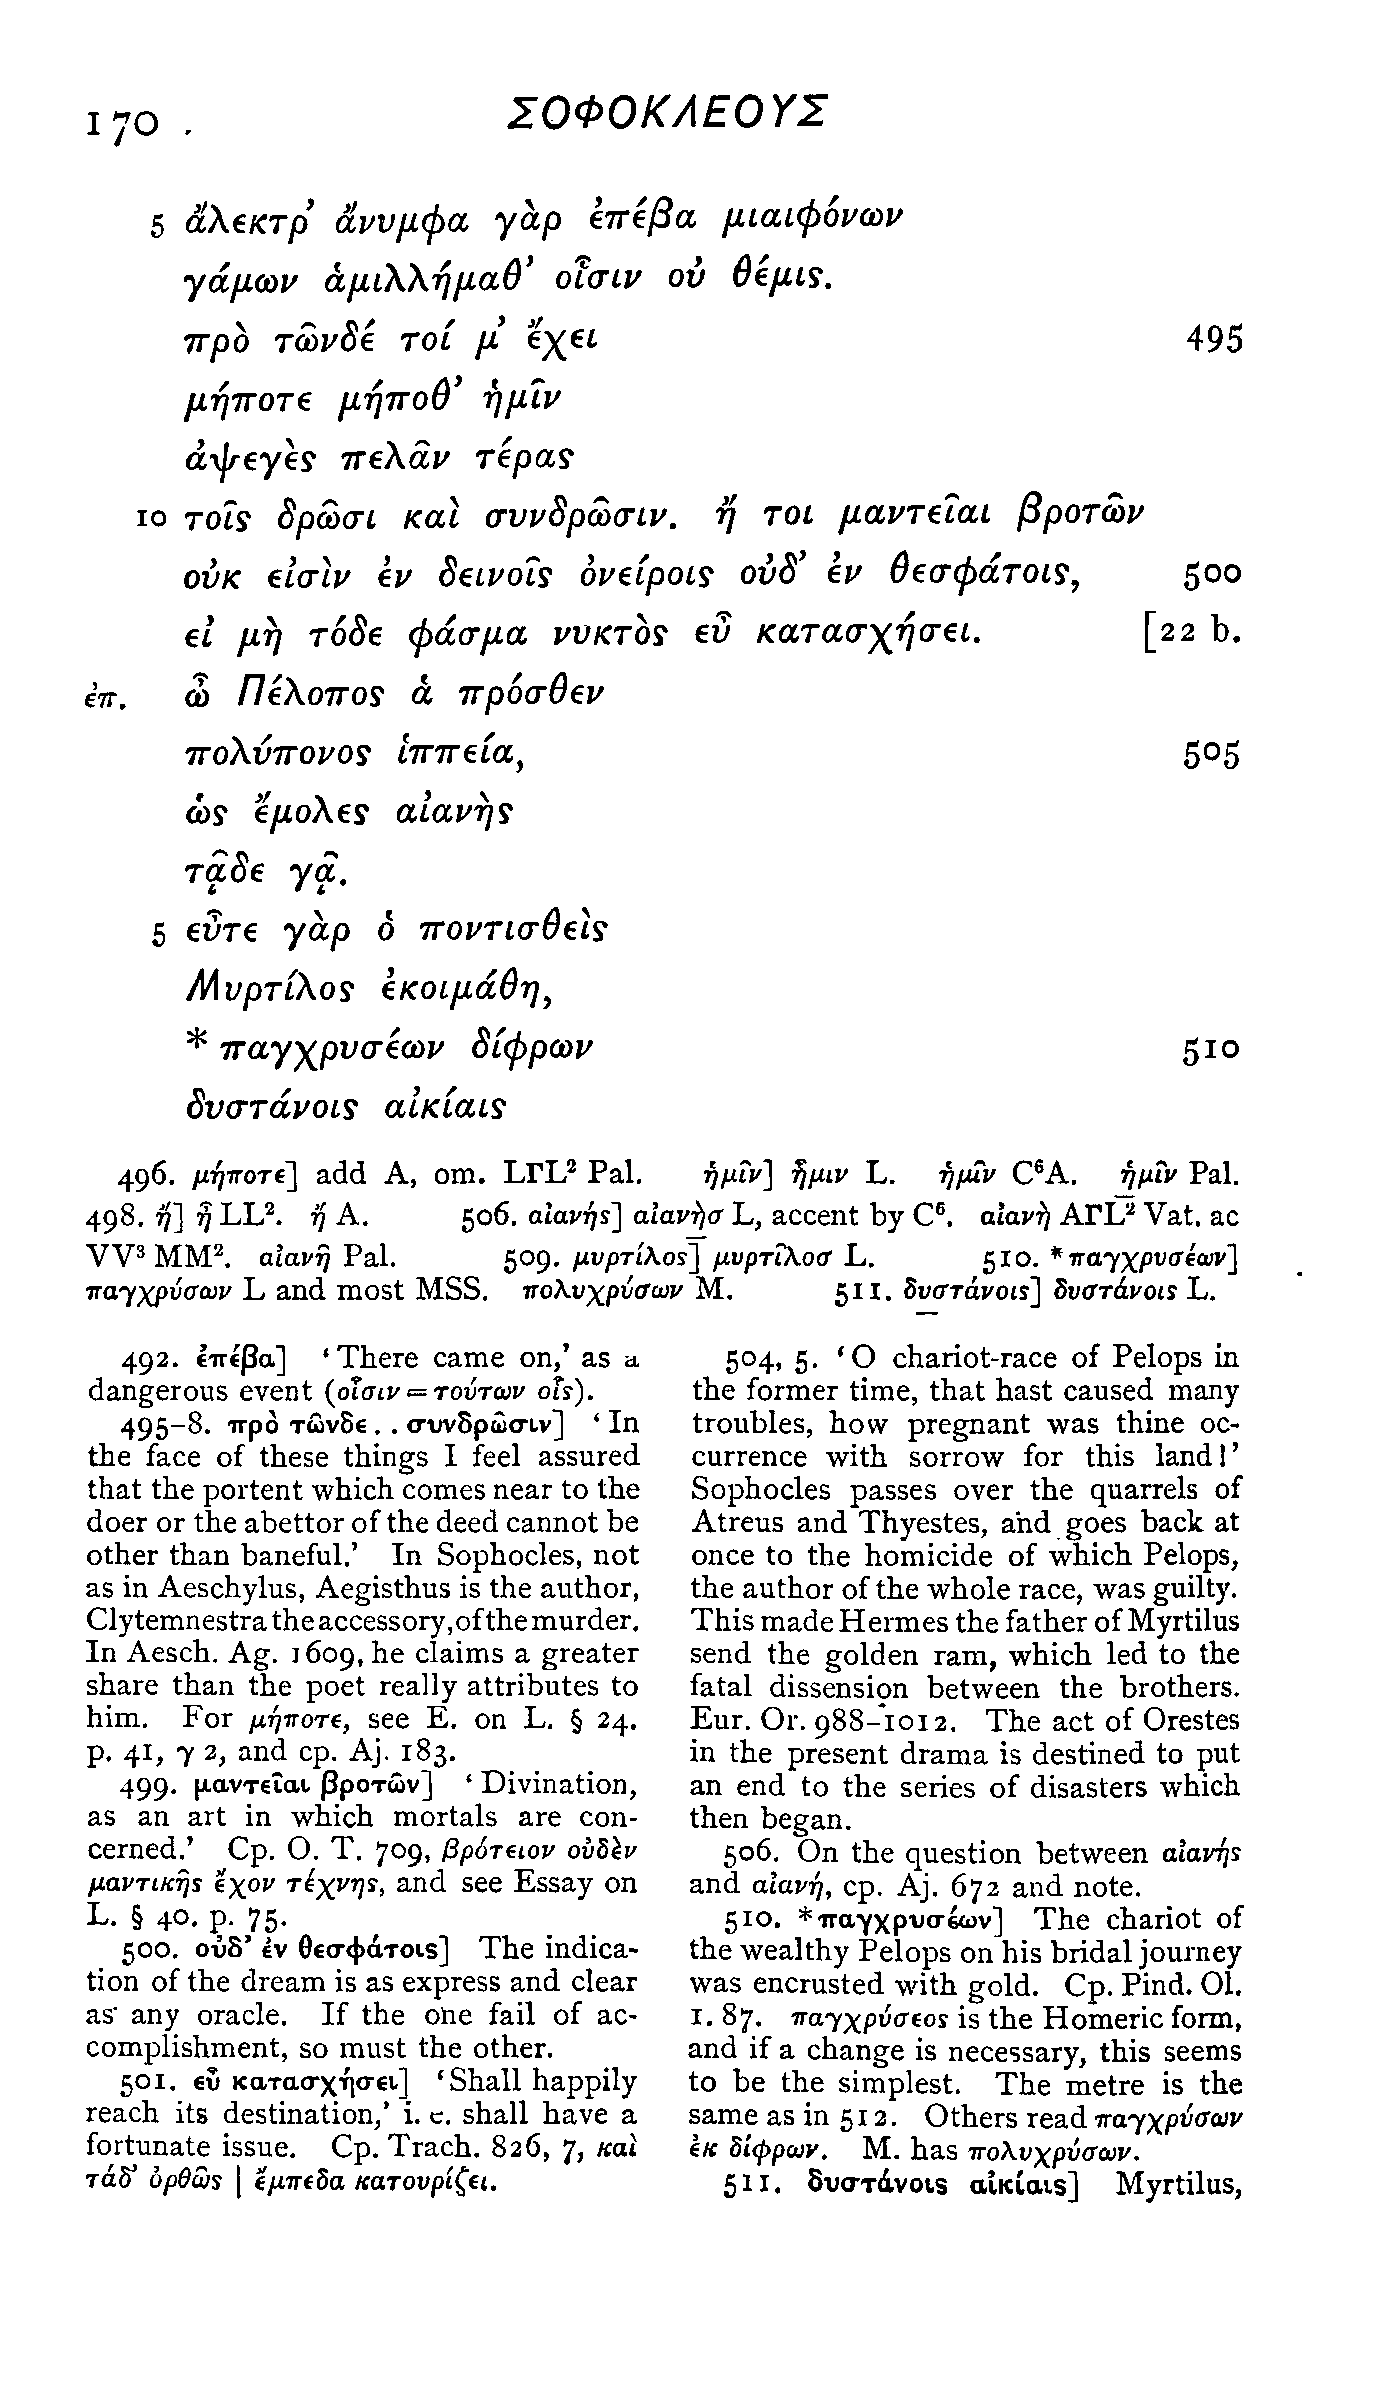 170 .
ΣΟΦΟΚΛΕΟΥΣ
5 ἄλεκτρ’ ἄνυμφα γὰρ ἐπέβα μιαιφόνων
γάμων ἁμιλλήμαθ’ οἷσιν οὐ θέμις.
πρὸ τῶνδέ τοί μ’ ἔχει 495
μήποτε μήποθ’ ἡμῖν
ἀψεγὲς πελᾶν τέρας
10 τοῖς δρῶσι καὶ συνδρῶσιν. ἤ τοι μαντεῖαι βροτῶν
οὐκ εἰσὶν ἐν δεινοῖς ὀνείροις οὐδ’ ἐν θεσφάτοις, 500
εἰ μὴ τόδε φάσμα νυκτὸς εὖ κατασχήσει. [22 b.
ἐπ. ὦ Πέλοπος ἁ πρόσθεν
πολύπονος ἱππεία, 505
ὡς ἔμολες αἰανὴς
τᾷδε γᾷ.
5 εὖτε γὰρ ὁ ποντισθεὶς
Μυρτίλος ἐκοιμάθη,
* παγχρυσέων δίφρων 510
δυστάνοις αἰκίαις
496. μήποτε] add A, om. LΓL² Pal. ἡμῖν] ἧμιν L. ἡμῖν C⁶A. ἡμῖν Pal.
498. ἤ] ἦ LL². ἤ A. 506. αἰανής] αἰανὴσ L, accent by C⁶. αἰανὴ AΓL² Vat. ac
VV³ MM². αἰανῆ Pal. 509. μυρτίλος] μυρτῖλοσ L. 510. *παγχρυσέων]
παγχρύσων L and most MSS. πολυχρύσων M. 511. δυστάνοις] δυστάνοις L.
492. ἐπέβα] ‘There came on,’ as a
dangerous event (οἷσιν = τούτων οἷς).
495–8. πρὸ τῶνδε . . συνδρῶσιν] ‘In
the face of these things I feel assured
that the portent which comes near to the
doer or the abettor of the deed cannot be
other than baneful.’ In Sophocles, not
as in Aeschylus, Aegisthus is the author,
Clytemnestra the accessory, of the murder.
In Aesch. Ag. 1609, he claims a greater
share than the poet really attributes to
him. For μήποτε, see E. on L. § 24.
p. 41, γ 2, and cp. Aj. 183.
499. μαντεῖαι βροτῶν] ‘Divination,
as an art in which mortals are con-
cerned.’ Cp. O. T. 709, βρότειον οὐδὲν
μαντικῆς ἔχον τέχνης, and see Essay on
L. § 40. p. 75.
500. οὐδ’ ἐν θεσφάτοις] The indica-
tion of the dream is as express and clear
as any oracle. If the one fail of ac-
complishment, so must the other.
501. εὖ κατασχήσει] ‘Shall happily
reach its destination,’ i. e. shall have a
fortunate issue. Cp. Trach. 826, 7, καὶ
τάδ’ ὀρθῶς | ἔμπεδα κατουρίζει.
504, 5. ‘O chariot-race of Pelops in
the former time, that hast caused many
troubles, how pregnant was thine oc-
currence with sorrow for this land!’
Sophocles passes over the quarrels of
Atreus and Thyestes, and goes back at
once to the homicide of which Pelops,
the author of the whole race, was guilty.
This made Hermes the father of Myrtilus
send the golden ram, which led to the
fatal dissension between the brothers.
Eur. Or. 988–1012. The act of Orestes
in the present drama is destined to put
an end to the series of disasters which
then began.
506. On the question between αἰανής
and αἰανή, cp. Aj. 672 and note.
510. *παγχρυσέων] The chariot of
the wealthy Pelops on his bridal journey
was encrusted with gold. Cp. Pind. Ol.
1. 87. παγχρύσεος is the Homeric form,
and if a change is necessary, this seems
to be the simplest. The metre is the
same as in 512. Others read παγχρύσων
ἐκ δίφρων. M. has πολυχρύσων.
511. δυστάνοις αἰκίαις] Myrtilus,